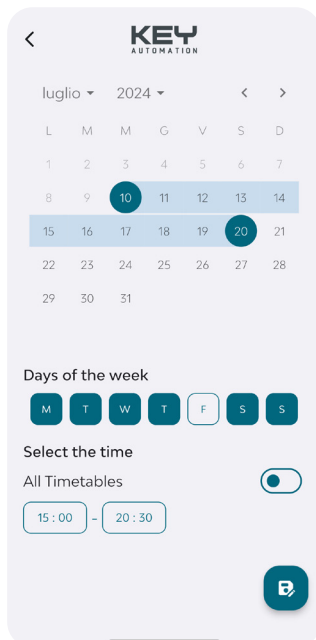 KEY
AUTOMATION
luglio 2024
L M M G V S D
1 2 3 4 5 6 7
8 9 10 11 12 13 14
15 16 17 18 19 20 21
22 23 24 25 26 27 28
29 30 31
Days of the week
M T W T F S S
Select the time
All Timetables
15 : 00 - 20 : 30